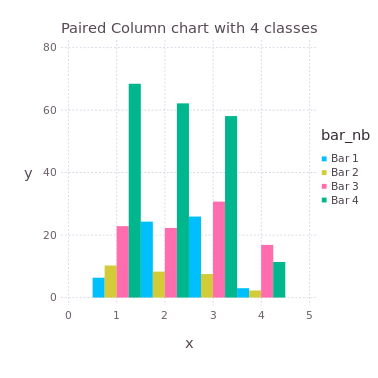 Paired Column chart with 4 classes
80
60
40
20
0
y
0 1 2 3 4 5
x
bar_nb
Bar 1
Bar 2
Bar 3
Bar 4